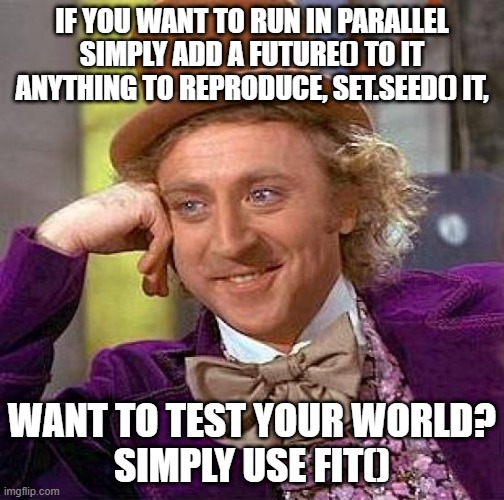 IF YOU WANT TO RUN IN PARALLEL
SIMPLY ADD A FUTURE() TO IT
ANYTHING TO REPRODUCE, SET.SEED() IT,
WANT TO TEST YOUR WORLD?
SIMPLY USE FIT()
imgflip.com